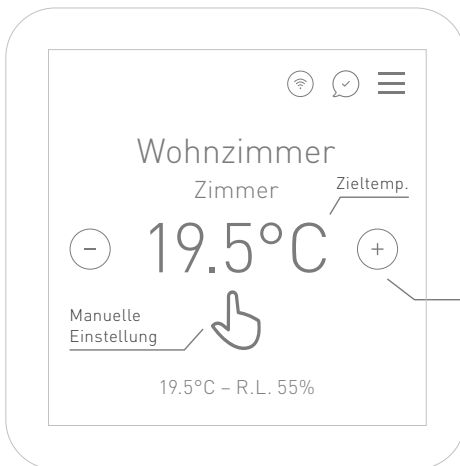 Wohnzimmer
Zimmer
Zieltemp.
− 19.5°C +
Manuelle
Einstellung
19.5°C – R.L. 55%